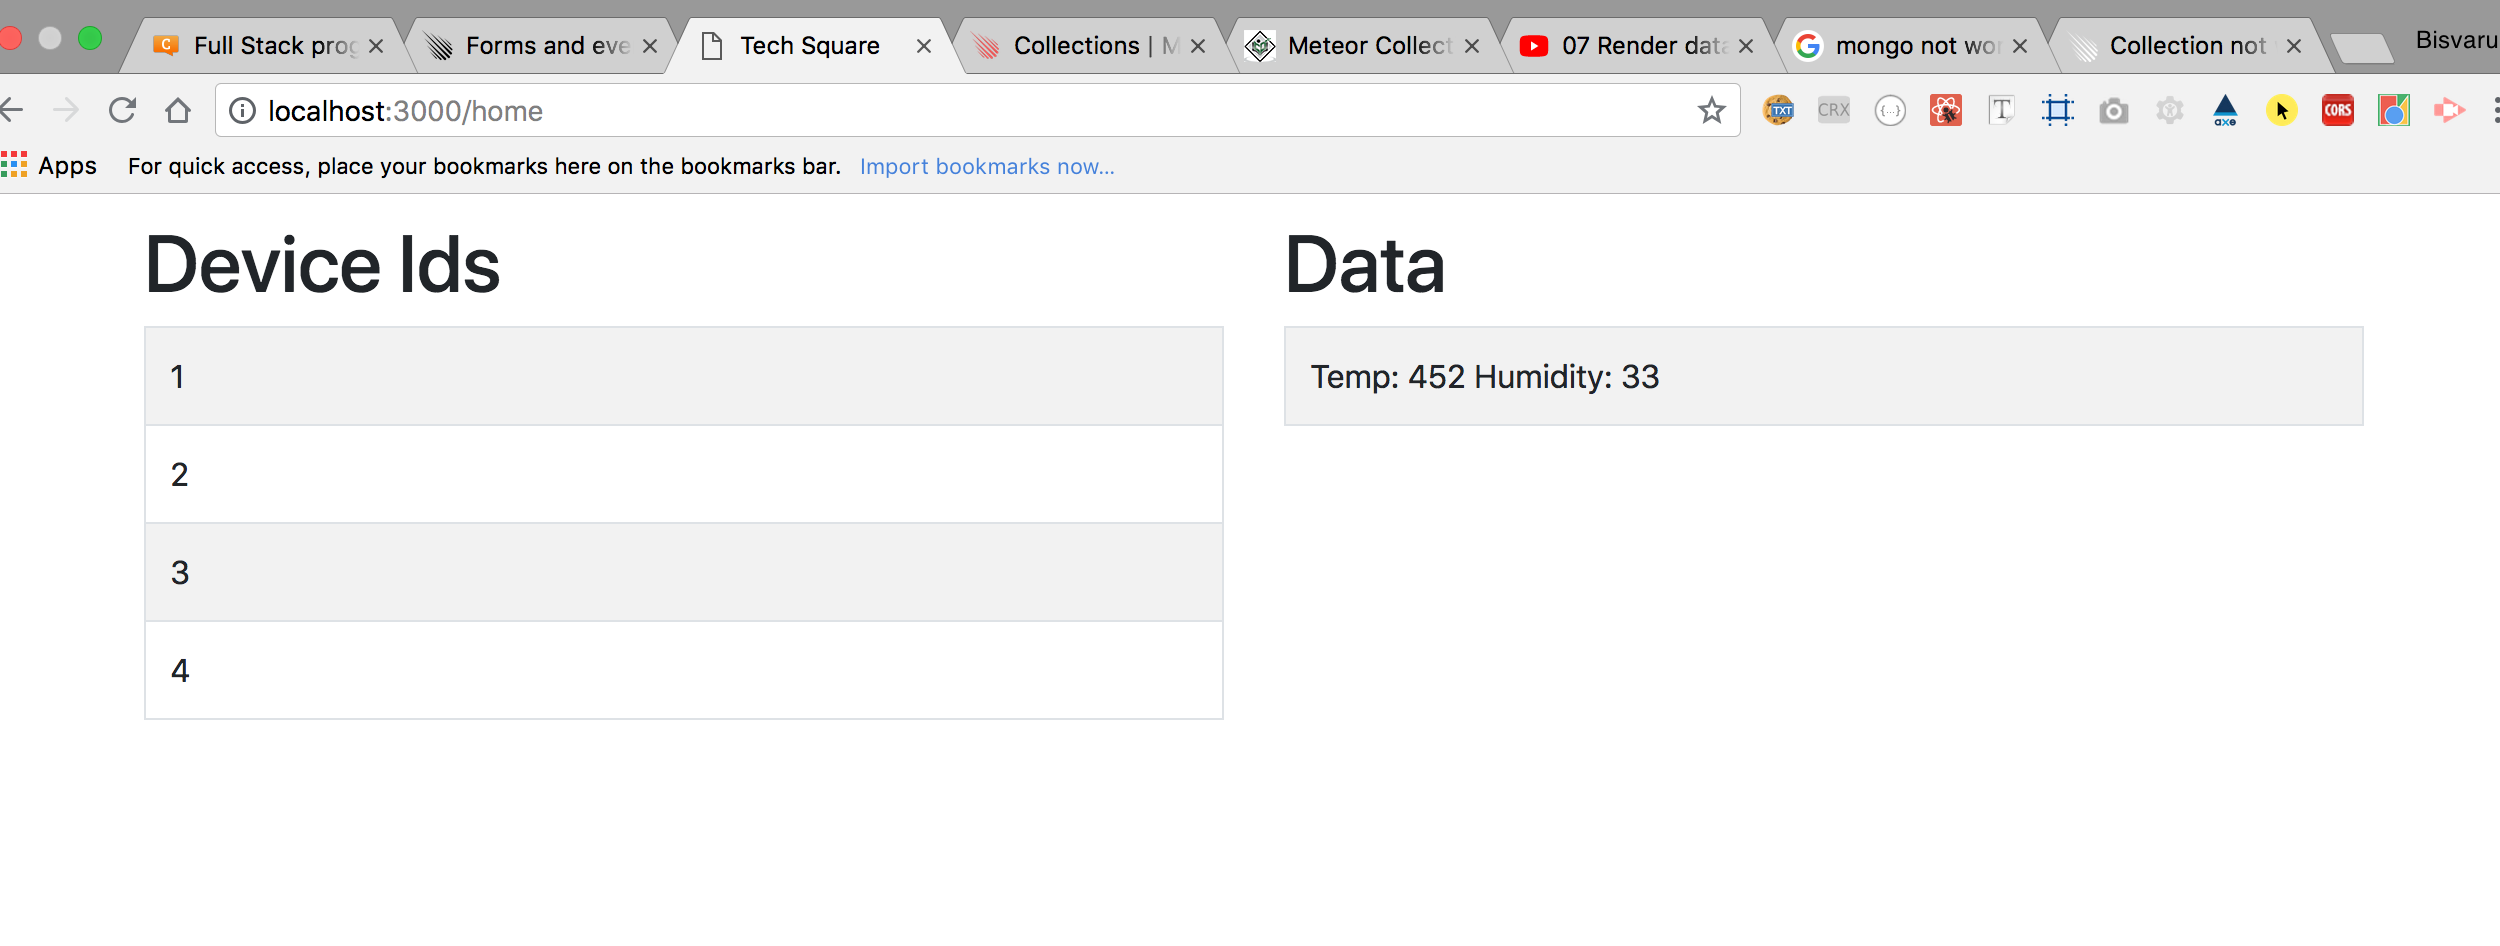 Full Stack prog
Forms and eve
Tech Square
Collections | M
Meteor Collect
07 Render data
mongo not wor
Collection not
Bisvaru
localhost:3000/home
TXT
CRX
{...}
T
axe
CORS
Apps
For quick access, place your bookmarks here on the bookmarks bar. Import bookmarks now...
Device Ids
1
2
3
4
Data
Temp: 452 Humidity: 33